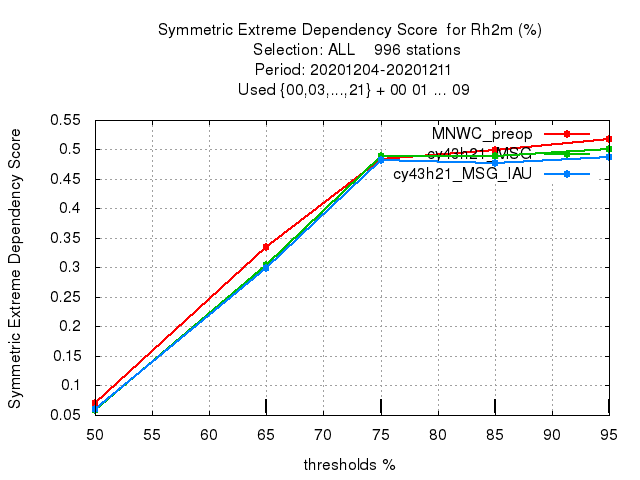 Symmetric Extreme Dependency Score  for Rh2m (%)
Selection: ALL    996 stations
Period: 20201204-20201211
Used {00,03,...,21} + 00 01 ... 09
Symmetric Extreme Dependency Score
0.55
0.5
0.45
0.4
0.35
0.3
0.25
0.2
0.15
0.1
0.05
MNWC_preop
cy43h21_MSG
cy43h21_MSG_IAU
50 55 60 65 70 75 80 85 90 95
thresholds %